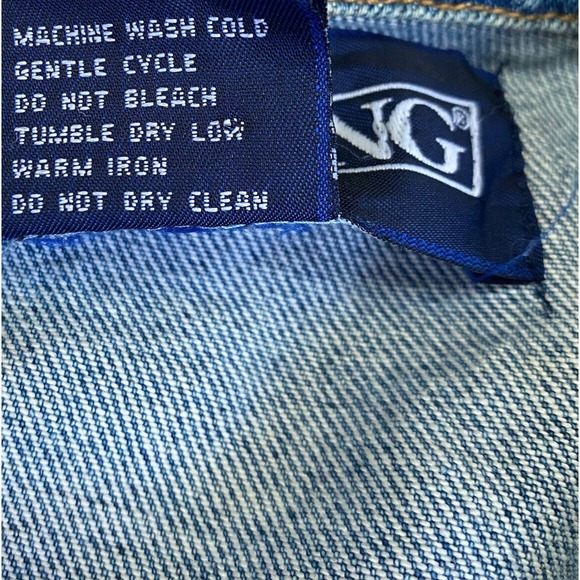 MACHINE WASH COLD
GENTLE CYCLE
DO NOT BLEACH
TUMBLE DRY LOW
WARM IRON
DO NOT DRY CLEAN
NG®